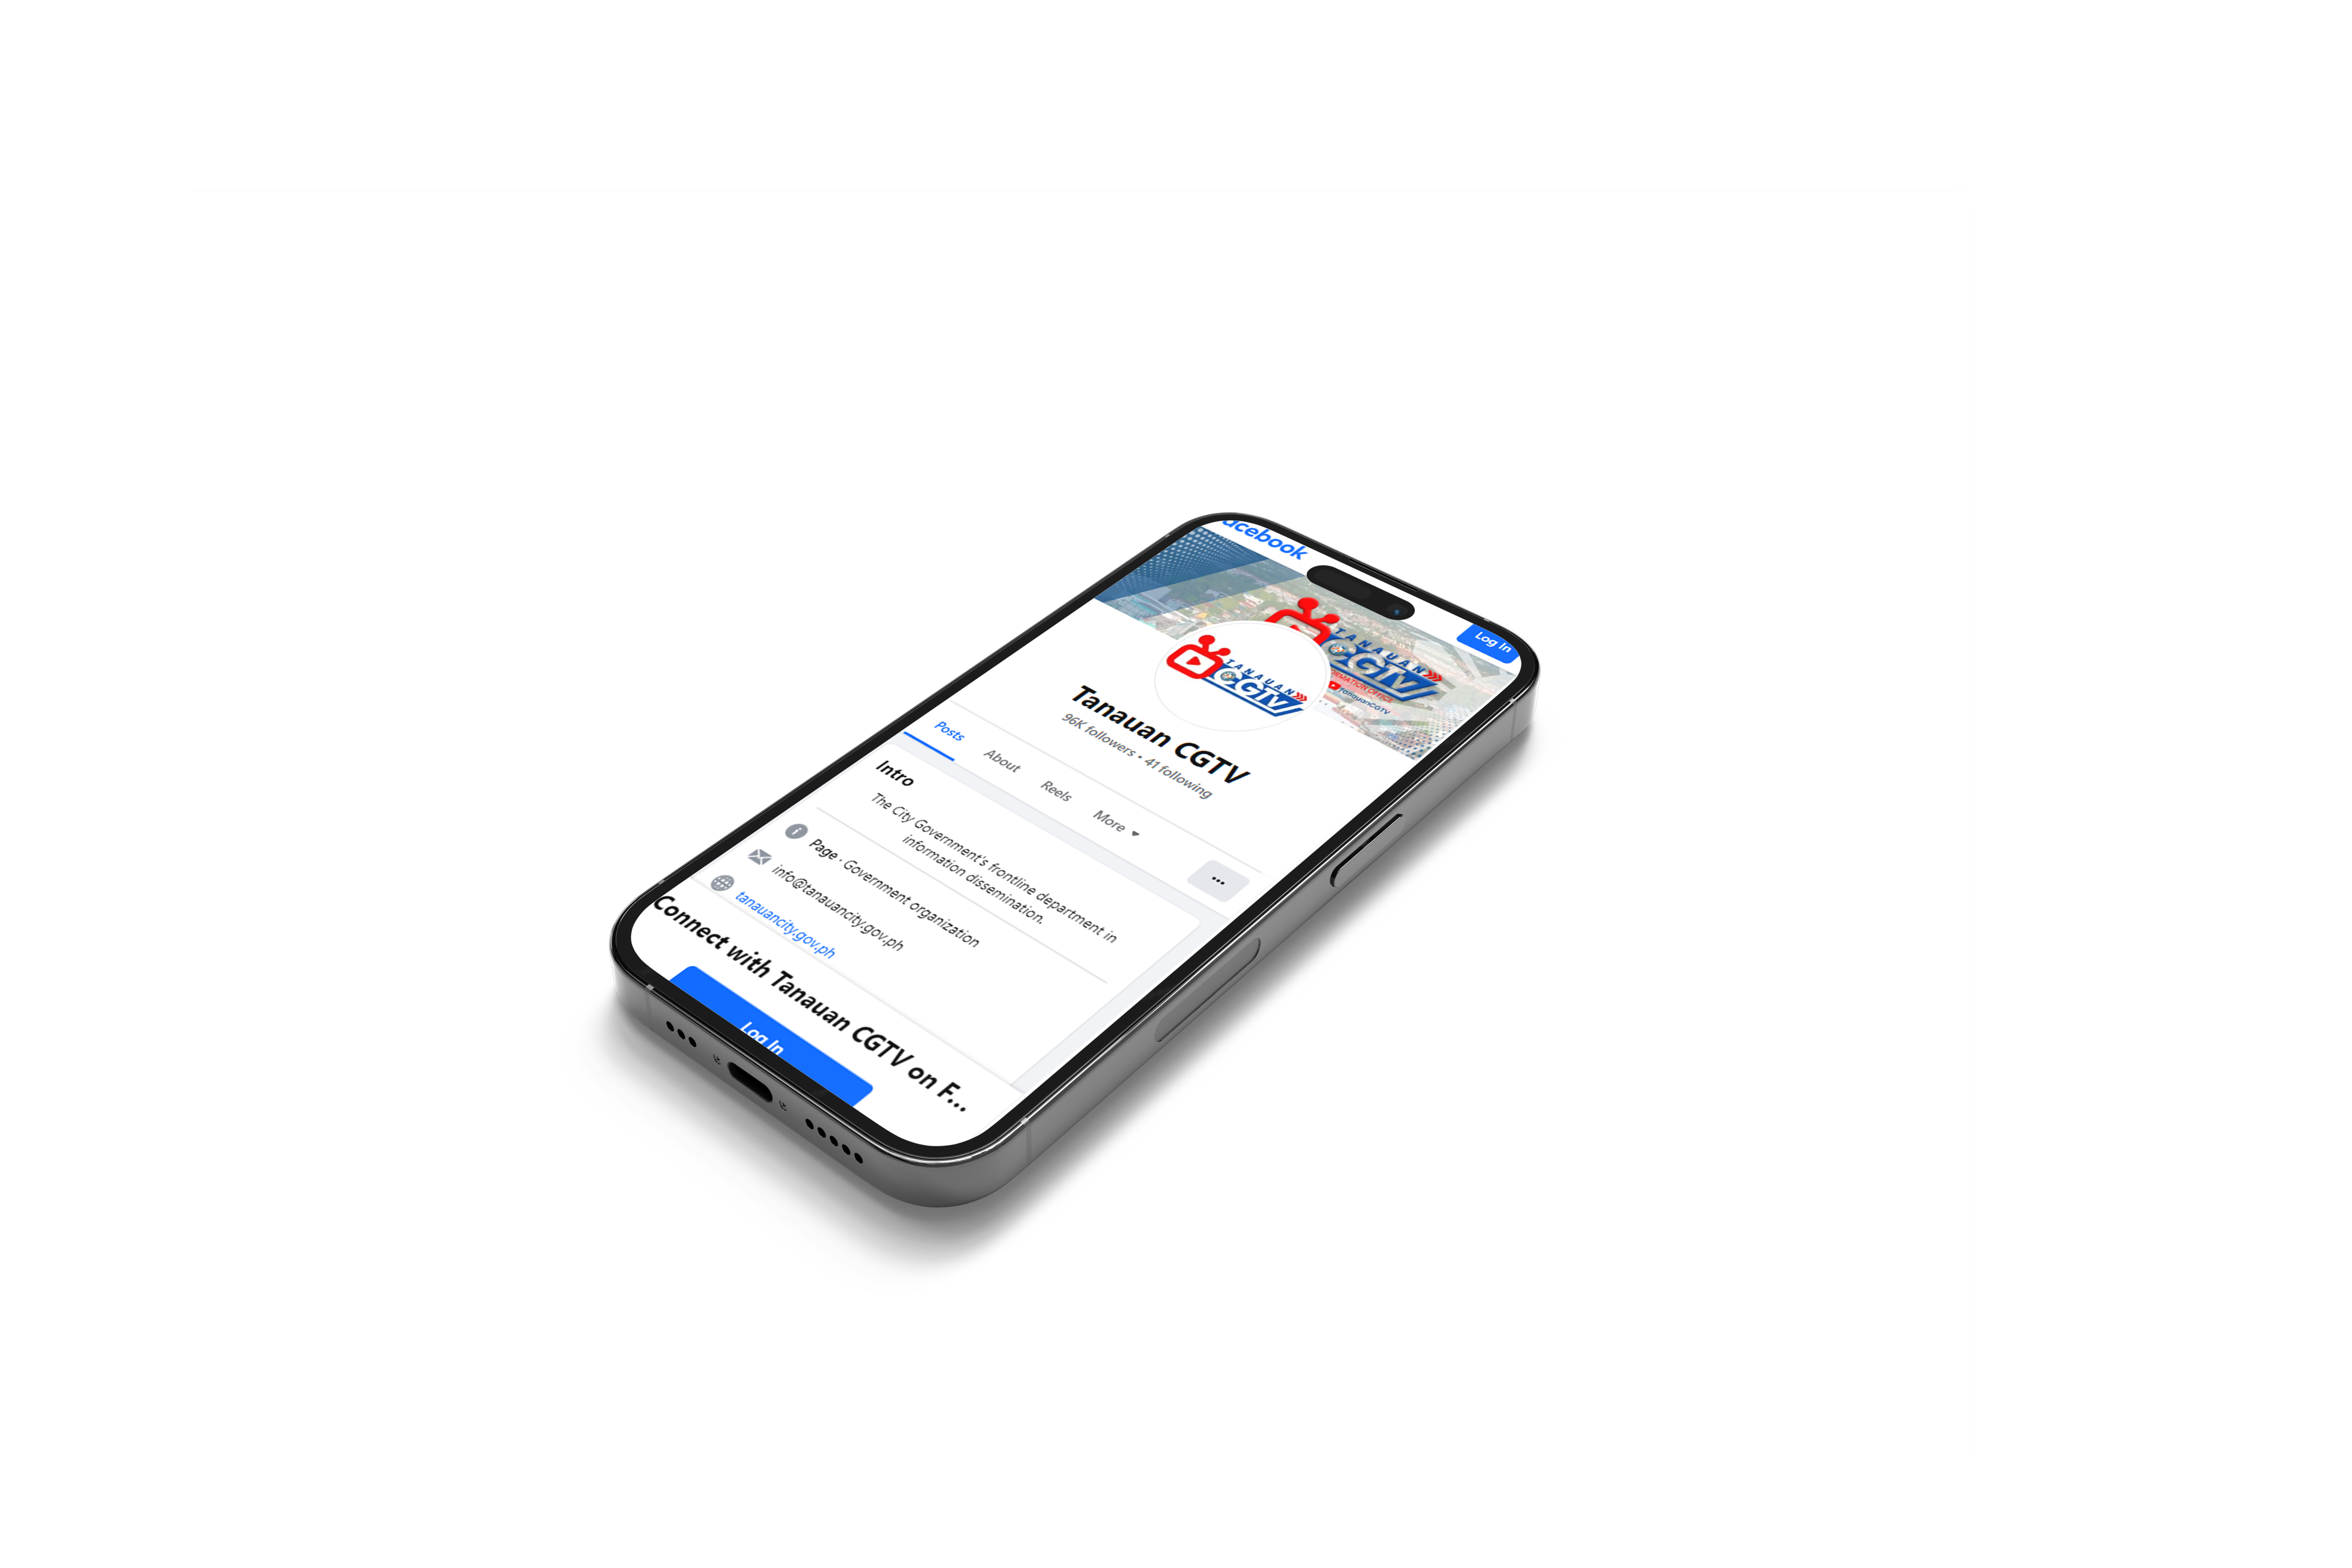 acebook
Log In
TANAUAN
CGTV
TanauanCGTV
TANAUAN
CGTV
Tanauan CGTV
96K followers • 41 following
Posts
About
Reels
More
...
Intro
The City Government's frontline department in
information dissemination.
Page · Government organization
info@tanauancity.gov.ph
tanauancity.gov.ph
Connect with Tanauan CGTV on F...
Log In